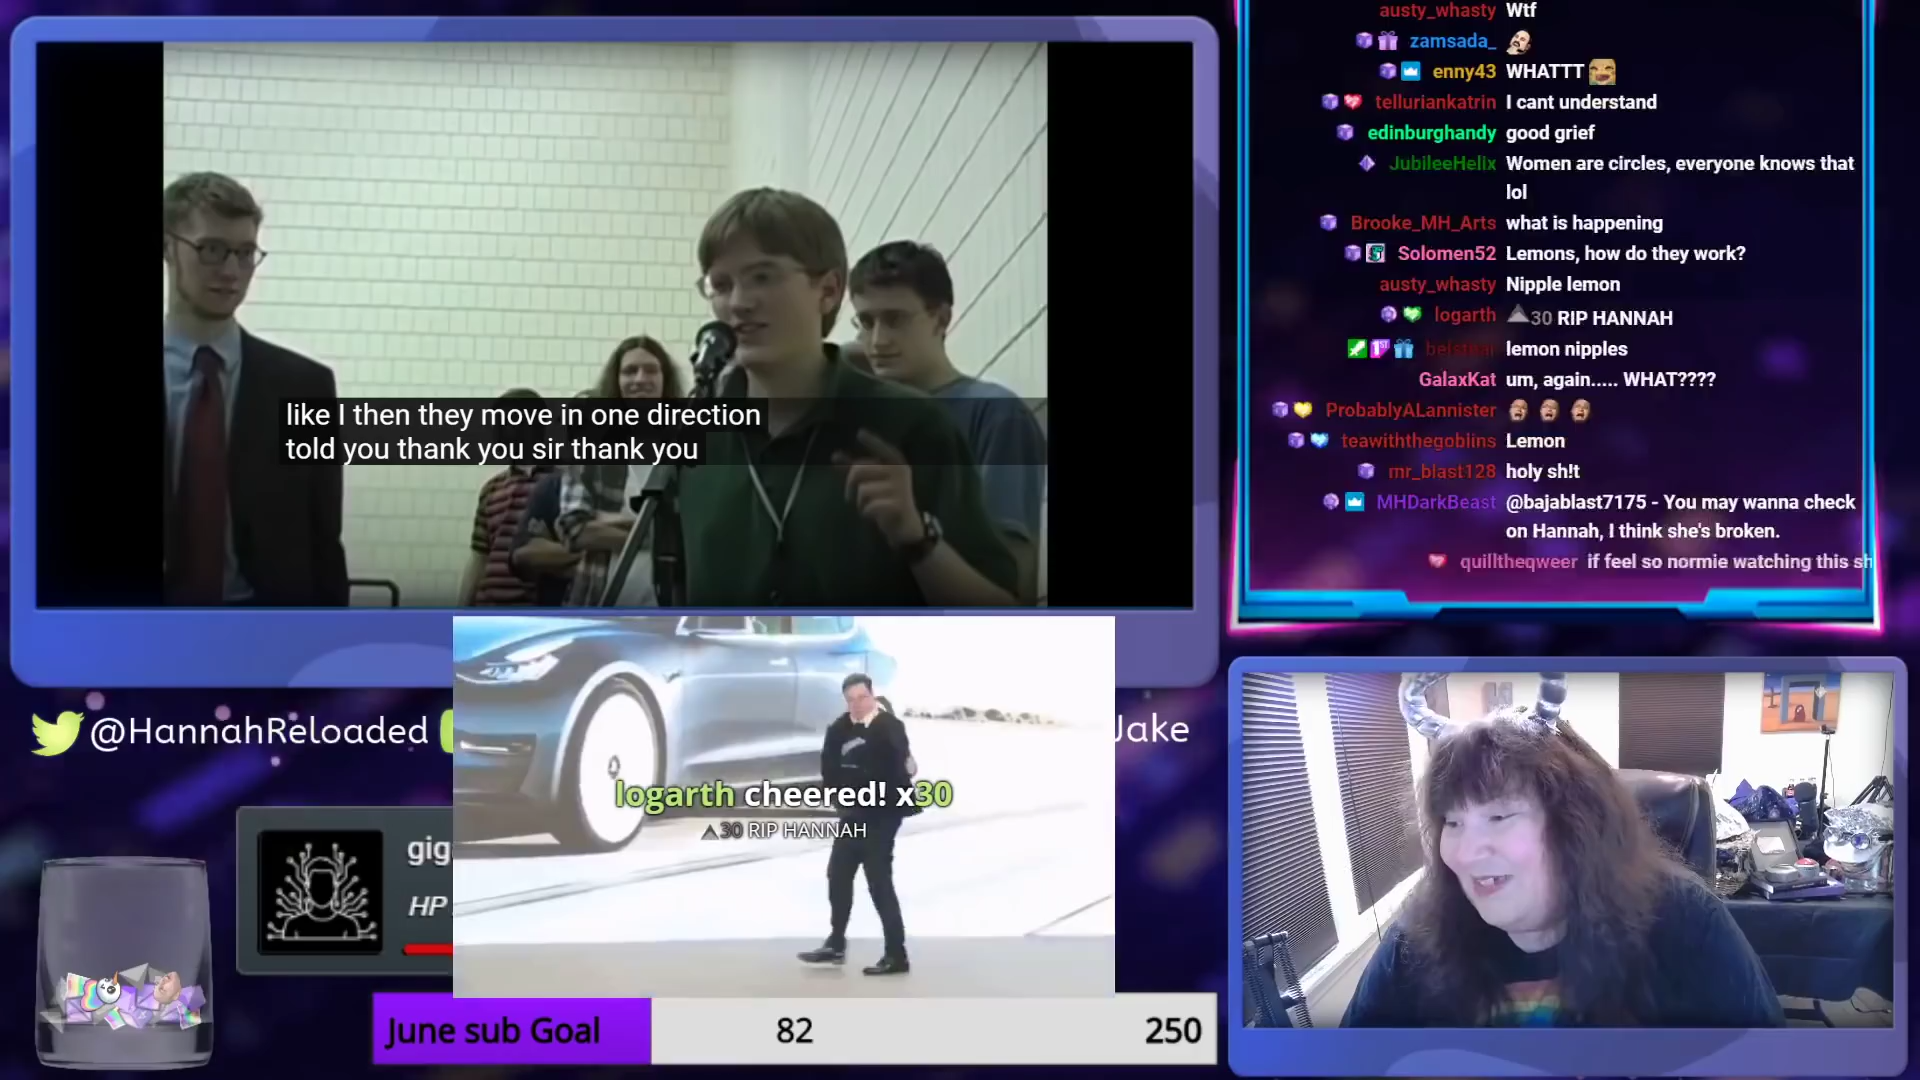 like I then they move in one direction
told you thank you sir thank you
austy_whasty Wtf
zamsada_
enny43 WHATTT
telluriankatrin I cant understand
edinburghandy good grief
JubileeHelix Women are circles, everyone knows that
lol
Brooke_MH_Arts what is happening
Solomen52 Lemons, how do they work?
austy_whasty Nipple lemon
logarth 30 RIP HANNAH
lemon nipples
GalaxKat um, again..... WHAT????
ProbablyALannister
teawiththegoblins Lemon
mr_blast128 holy sh!t
MHDarkBeast @bajablast7175 - You may wanna check
on Hannah, I think she's broken.
quilltheqweer if feel so normie watching this sh
@HannahReloaded
Jake
logarth cheered! x30
30 RIP HANNAH
gig
HP
June sub Goal 82 250